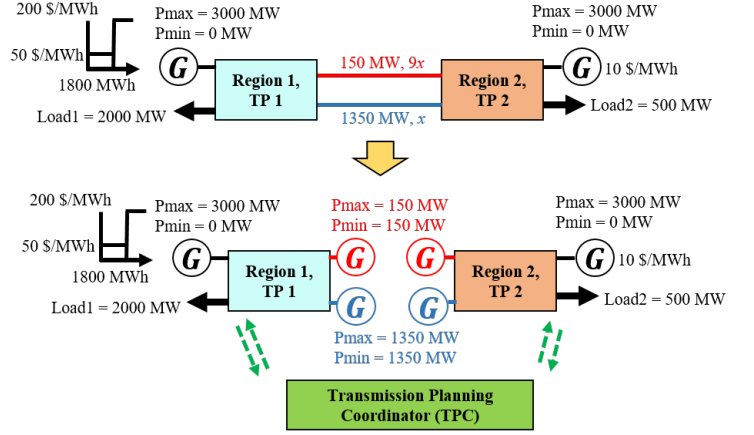 200 $/MWh
Pmax = 3000 MW
Pmin = 0 MW
50 $/MWh
1800 MWh
G
Load1 = 2000 MW
Region 1,
TP 1
150 MW, 9x
1350 MW, x
Region 2,
TP 2
Pmax = 3000 MW
Pmin = 0 MW
G
10 $/MWh
Load2 = 500 MW
200 $/MWh
Pmax = 3000 MW
Pmin = 0 MW
50 $/MWh
1800 MWh
G
Load1 = 2000 MW
Region 1,
TP 1
Pmax = 150 MW
Pmin = 150 MW
G
G
G
G
Pmax = 1350 MW
Pmin = 1350 MW
Region 2,
TP 2
Pmax = 3000 MW
Pmin = 0 MW
G
10 $/MWh
Load2 = 500 MW
Transmission Planning
Coordinator (TPC)